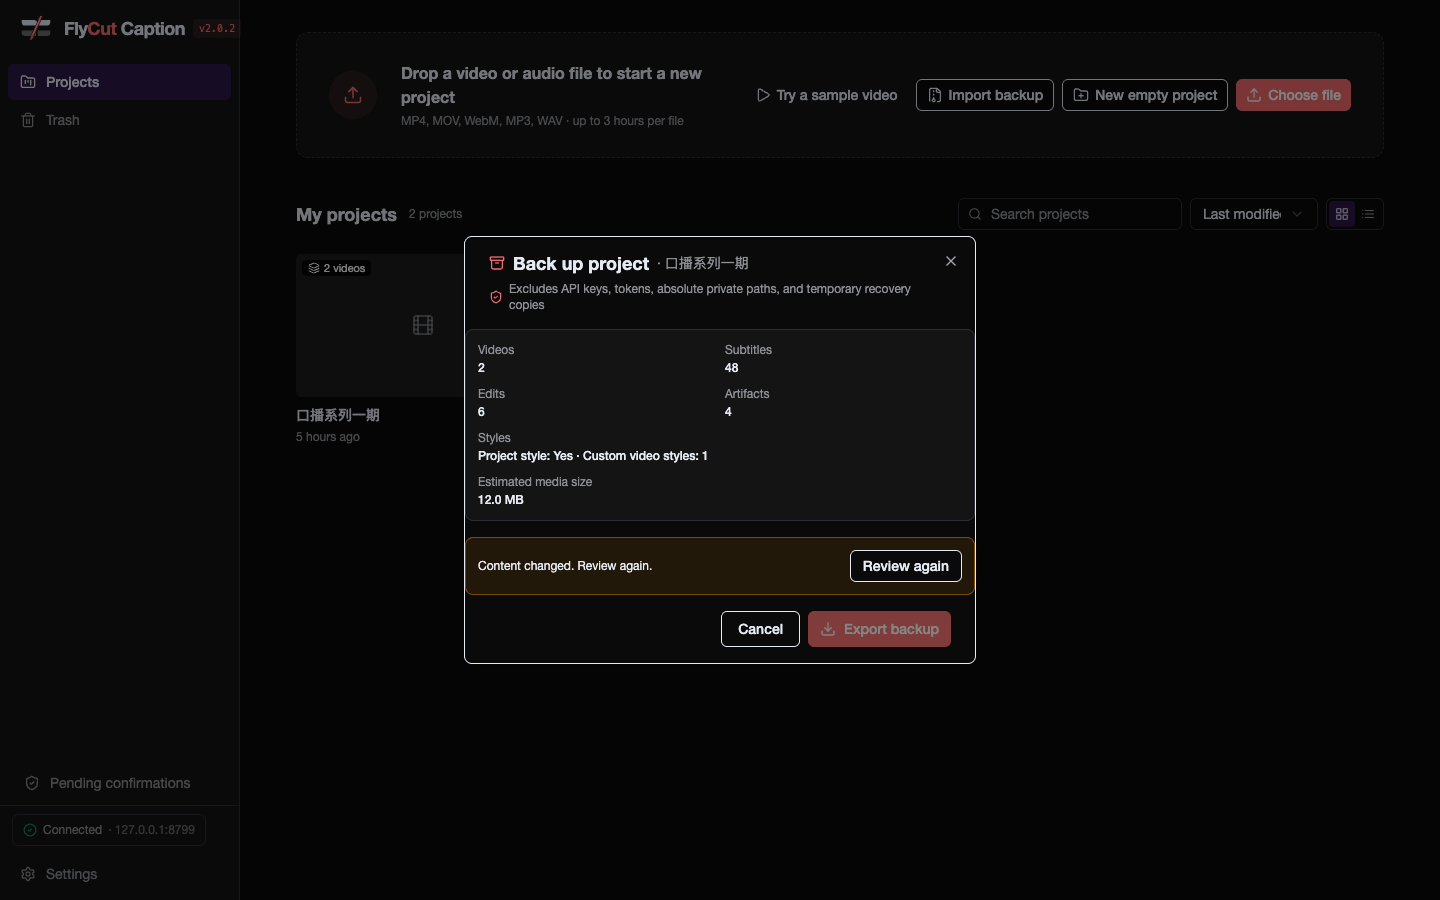 FlyCut Caption v2.0.2
Projects
Trash
Drop a video or audio file to start a new
project
MP4, MOV, WebM, MP3, WAV · up to 3 hours per file
Try a sample video
Import backup
New empty project
Choose file
My projects 2 projects
Search projects
Last modifie
2 videos
口播系列一期
5 hours ago
Back up project · 口播系列一期
Excludes API keys, tokens, absolute private paths, and temporary recovery
copies
Videos
2
Subtitles
48
Edits
6
Artifacts
4
Styles
Project style: Yes · Custom video styles: 1
Estimated media size
12.0 MB
Content changed. Review again.
Review again
Cancel
Export backup
Pending confirmations
Connected · 127.0.0.1:8799
Settings